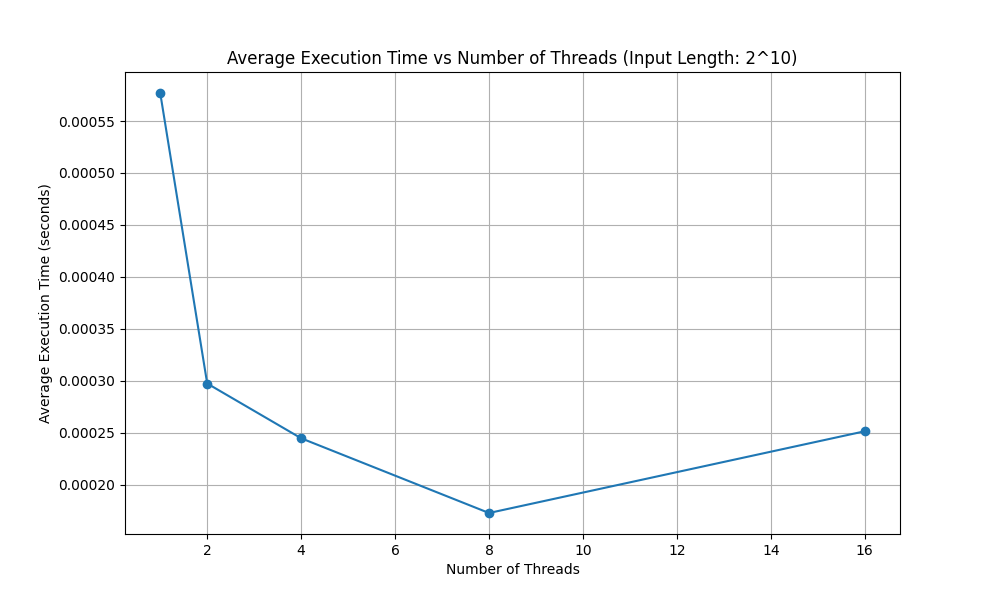 Average Execution Time vs Number of Threads (Input Length: 2^10)
Average Execution Time (seconds)
0.00055
0.00050
0.00045
0.00040
0.00035
0.00030
0.00025
0.00020
2 4 6 8 10 12 14 16
Number of Threads